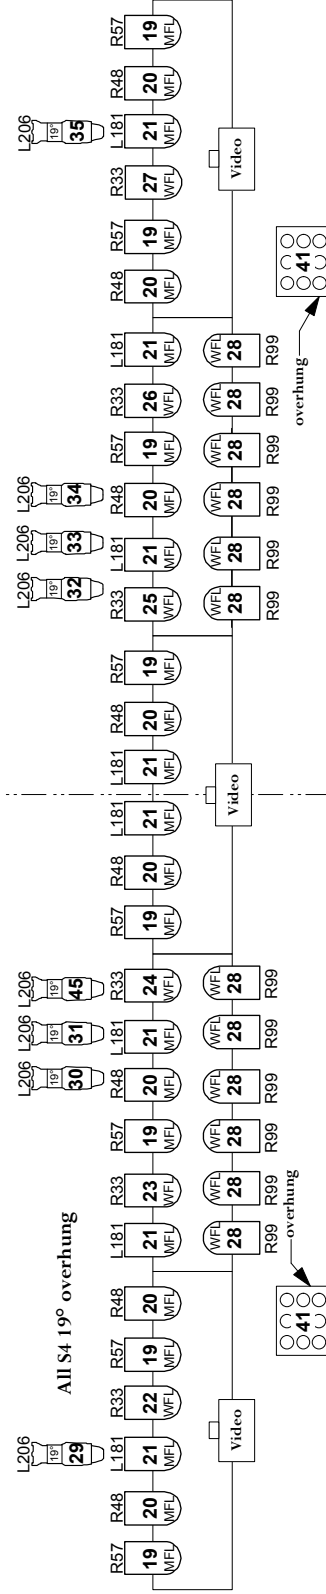 L206 L206 L206 L206 L206 L206 L206 L206
19° 19° 19° 19° 19° 19° 19° 19°
29 30 31 45 32 33 34 35
All S4 19° overhung
R57 R48 L181 R33 R57 R48 L181 R33 R57 R48 L181 R33 R57 R48 L181 L181 R48 R57 R33 L181 R48 R57 R33 L181 R48 R57 R33 L181 R48 R57
19 20 21 22 19 20 21 23 19 20 21 24 19 20 21 21 20 19 25 21 20 19 26 21 20 19 27 21 20 19
MFL MFL MFL WFL MFL MFL MFL WFL MFL MFL MFL WFL MFL MFL MFL MFL MFL MFL WFL MFL MFL MFL WFL MFL MFL MFL WFL MFL MFL MFL
WFL WFL WFL WFL WFL WFL WFL WFL WFL WFL WFL WFL
28 28 28 28 28 28 28 28 28 28 28 28
Video Video Video
R99 R99 R99 R99 R99 R99 R99 R99 R99 R99 R99 R99
overhung overhung
41 41